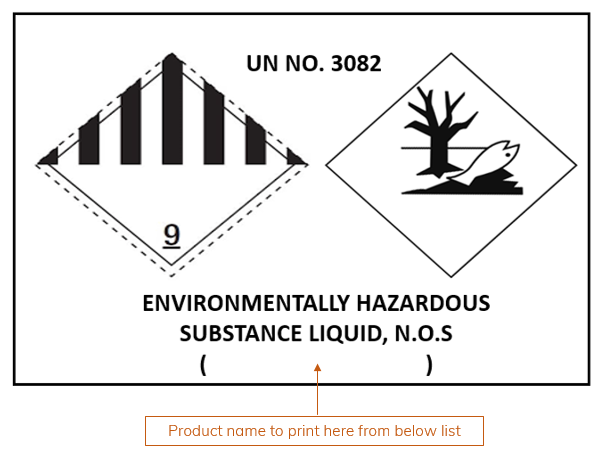 UN NO. 3082
9
ENVIRONMENTALLY HAZARDOUS
SUBSTANCE LIQUID, N.O.S
( )
Product name to print here from below list